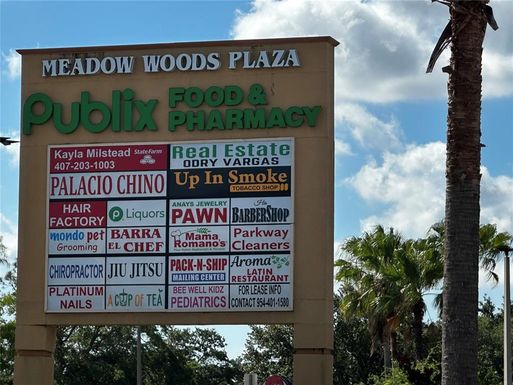 MEADOW WOODS PLAZA
Publix FOOD &
PHARMACY
Kayla Milstead StateFarm
407-203-1003
Real Estate
ODRY VARGAS
PALACIO CHINO
Up In Smoke
TOBACCO SHOP
HAIR
FACTORY
Liquors
ANAYS JEWELRY
PAWN
His
BARBERSHOP
mondo pet
Grooming
BARRA
EL CHEF
Mama
Romanos
Parkway
Cleaners
CHIROPRACTOR
JIU JITSU
PACK-N-SHIP
MAILING CENTER
Aroma
LATIN
RESTAURANT
PLATINUM
NAILS
A CUP OF TEA
BEE WELL KIDZ
PEDIATRICS
FOR LEASE INFO
CONTACT 954-401-1580